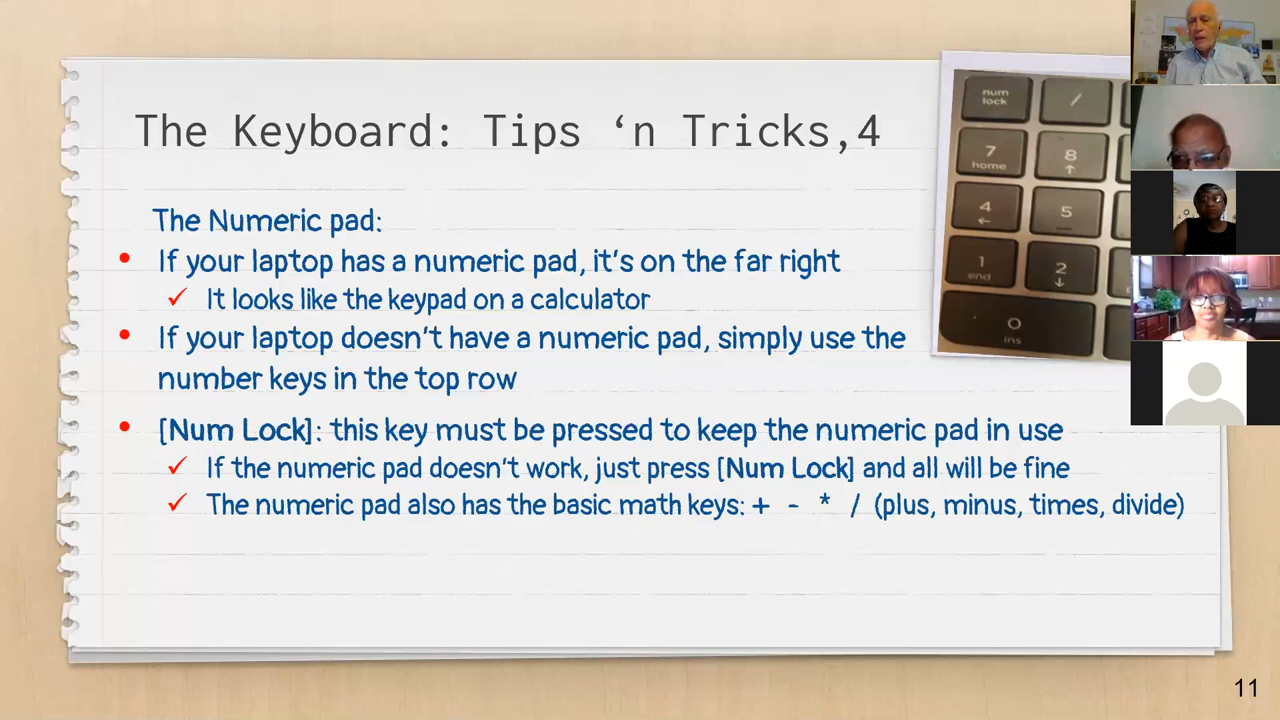 The Keyboard: Tips ‘n Tricks,4
The Numeric pad:
If your laptop has a numeric pad, it's on the far right
It looks like the keypad on a calculator
If your laptop doesn't have a numeric pad, simply use the
number keys in the top row
[Num Lock]: this key must be pressed to keep the numeric pad in use
If the numeric pad doesn't work, just press [Num Lock] and all will be fine
The numeric pad also has the basic math keys: + - * / (plus, minus, times, divide)
num
lock
/
7
home
8
↑
4
←
5
1
end
2
↓
0
ins
11